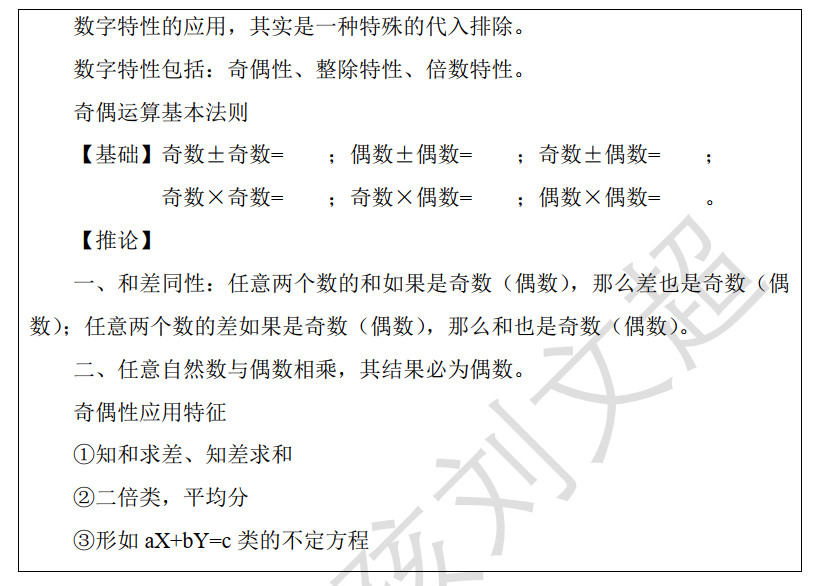 数字特性的应用，其实是一种特殊的代入排除。
数字特性包括：奇偶性、整除特性、倍数特性。
奇偶运算基本法则
【基础】奇数±奇数= ；偶数±偶数= ；奇数±偶数= ；
奇数×奇数= ；奇数×偶数= ；偶数×偶数= 。
【推论】
一、和差同性：任意两个数的和如果是奇数（偶数），那么差也是奇数（偶
数）；任意两个数的差如果是奇数（偶数），那么和也是奇数（偶数）。
二、任意自然数与偶数相乘，其结果必为偶数。
奇偶性应用特征
①知和求差、知差求和
②二倍类，平均分
③形如 aX+bY=c 类的不定方程
孩刘文超